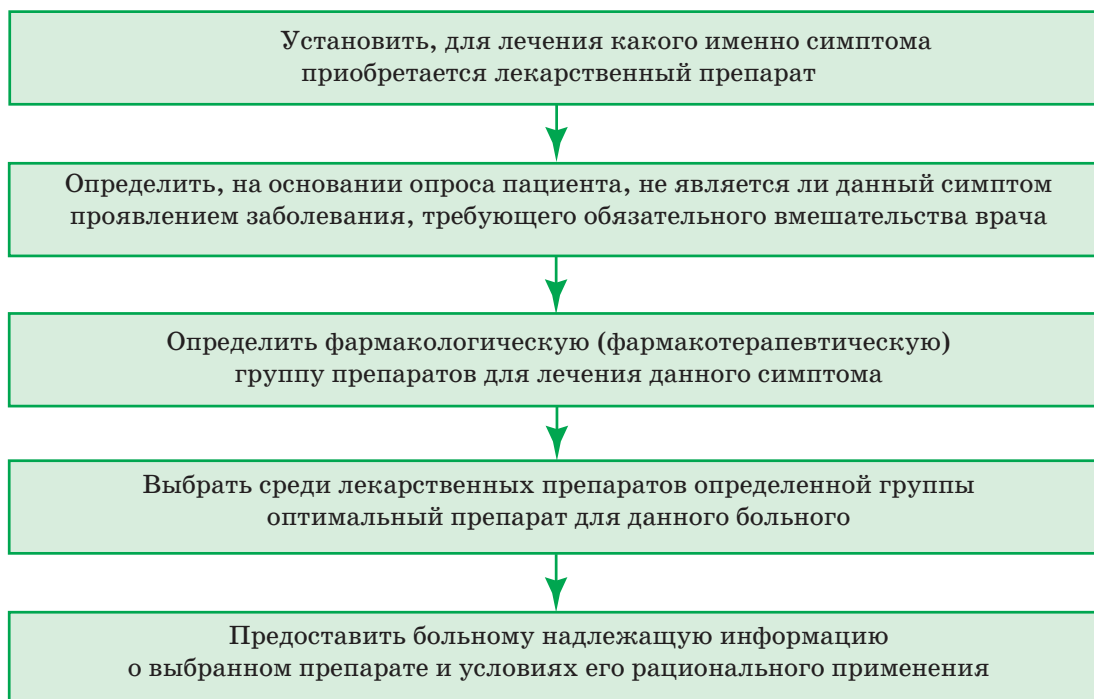 Установить, для лечения какого именно симптома
приобретается лекарственный препарат
Определить, на основании опроса пациента, не является ли данный симптом
проявлением заболевания, требующего обязательного вмешательства врача
Определить фармакологическую (фармакотерапевтическую)
группу препаратов для лечения данного симптома
Выбрать среди лекарственных препаратов определенной группы
оптимальный препарат для данного больного
Предоставить больному надлежащую информацию
о выбранном препарате и условиях его рационального применения